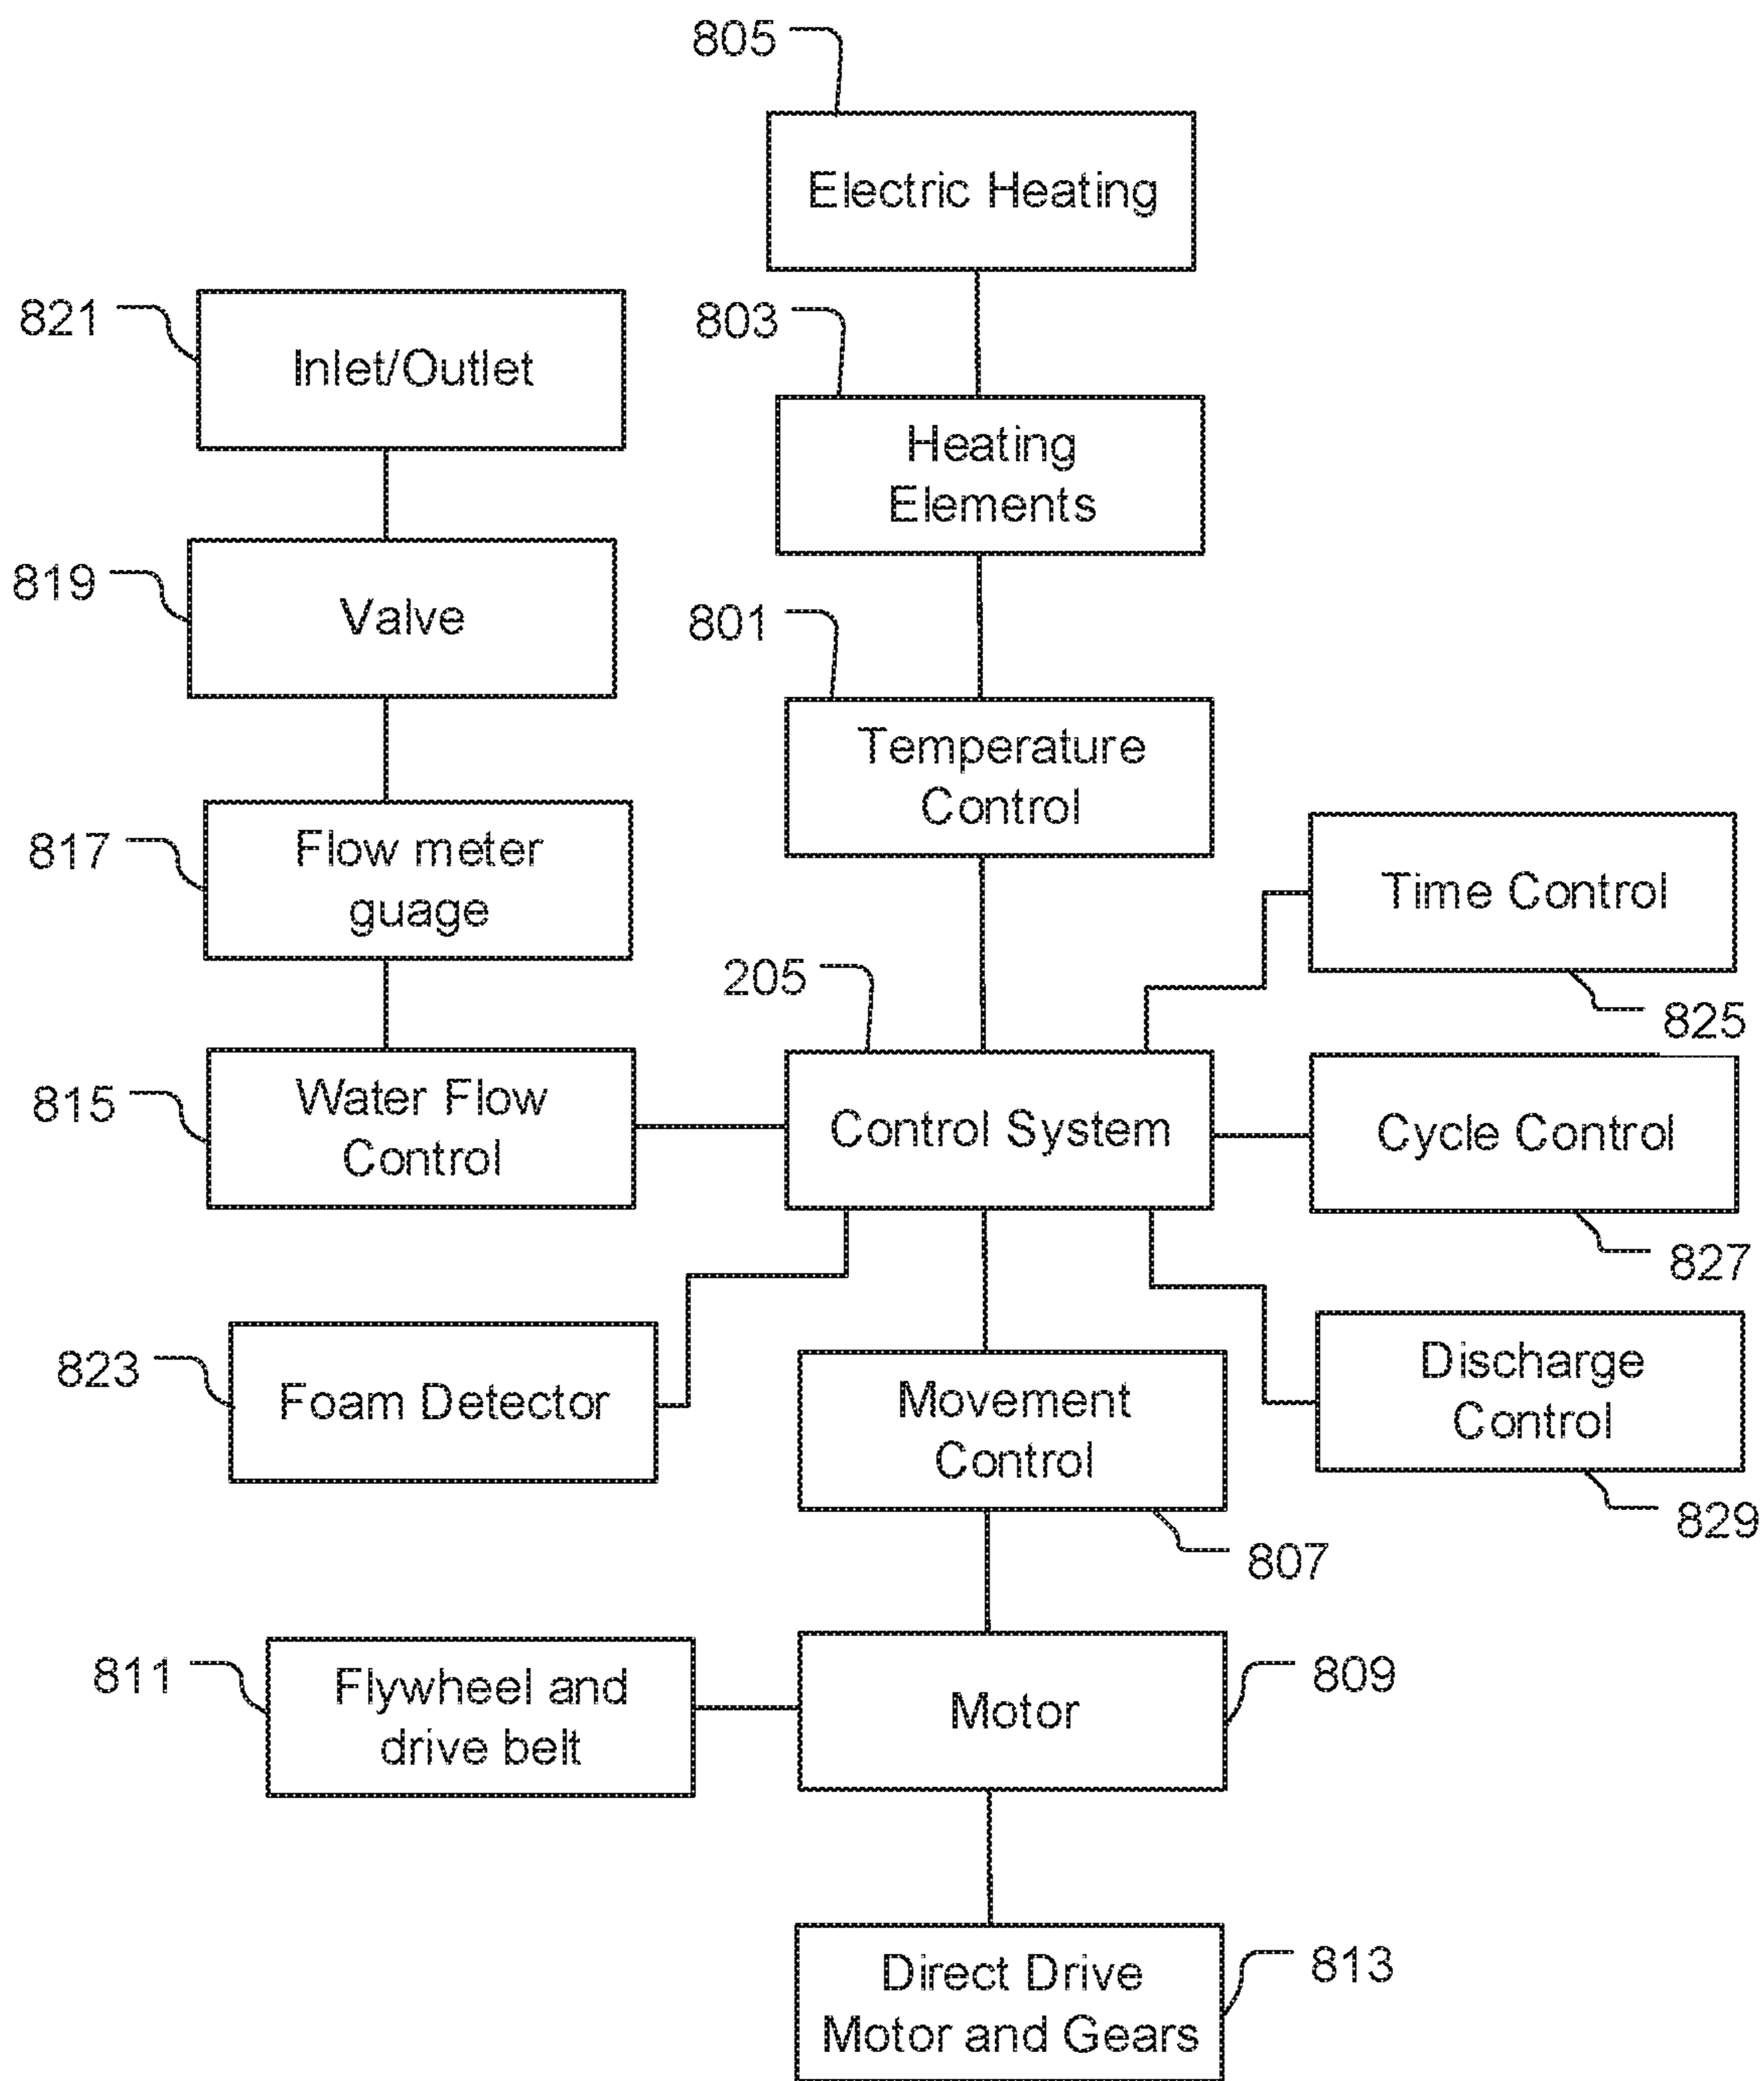 805
Electric Heating
821
Inlet/Outlet
803
Heating
Elements
819
Valve
801
Temperature
Control
817
Flow meter
guage
Time Control
825
205
815
Water Flow
Control
Control System
Cycle Control
827
823
Foam Detector
Movement
Control
807
Discharge
Control
829
811
Flywheel and
drive belt
Motor
809
Direct Drive
Motor and Gears
813